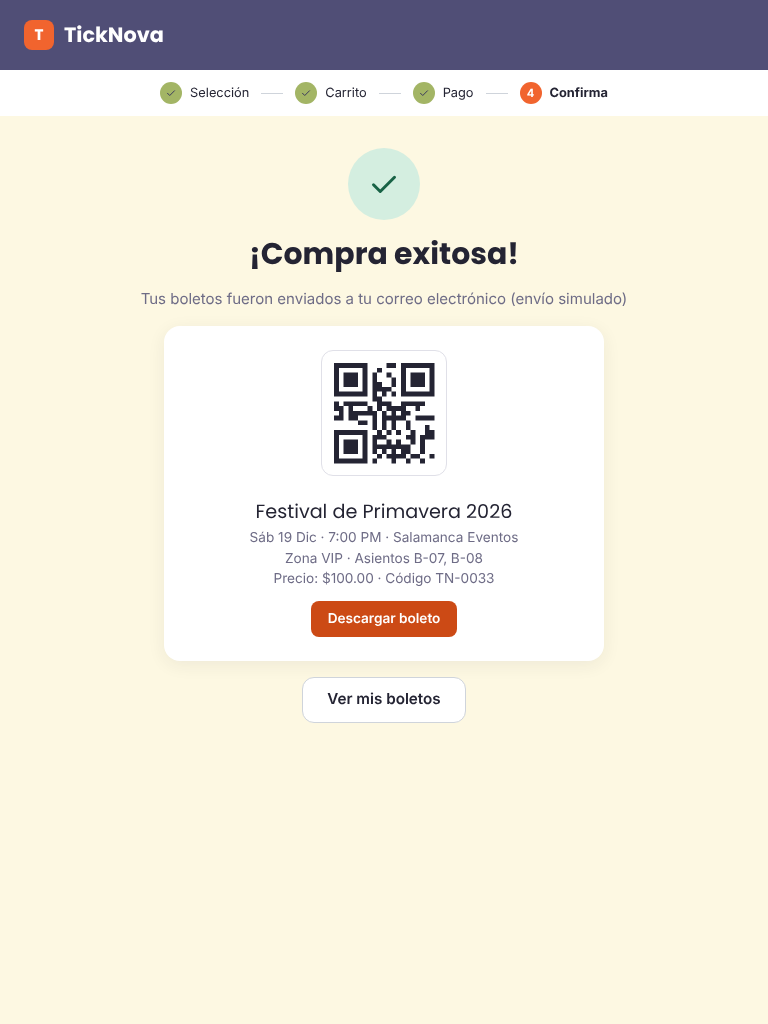 T TickNova
Selección Carrito Pago 4 Confirma
¡Compra exitosa!
Tus boletos fueron enviados a tu correo electrónico (envío simulado)
Festival de Primavera 2026
Sáb 19 Dic · 7:00 PM · Salamanca Eventos
Zona VIP · Asientos B-07, B-08
Precio: $100.00 · Código TN-0033
Descargar boleto
Ver mis boletos